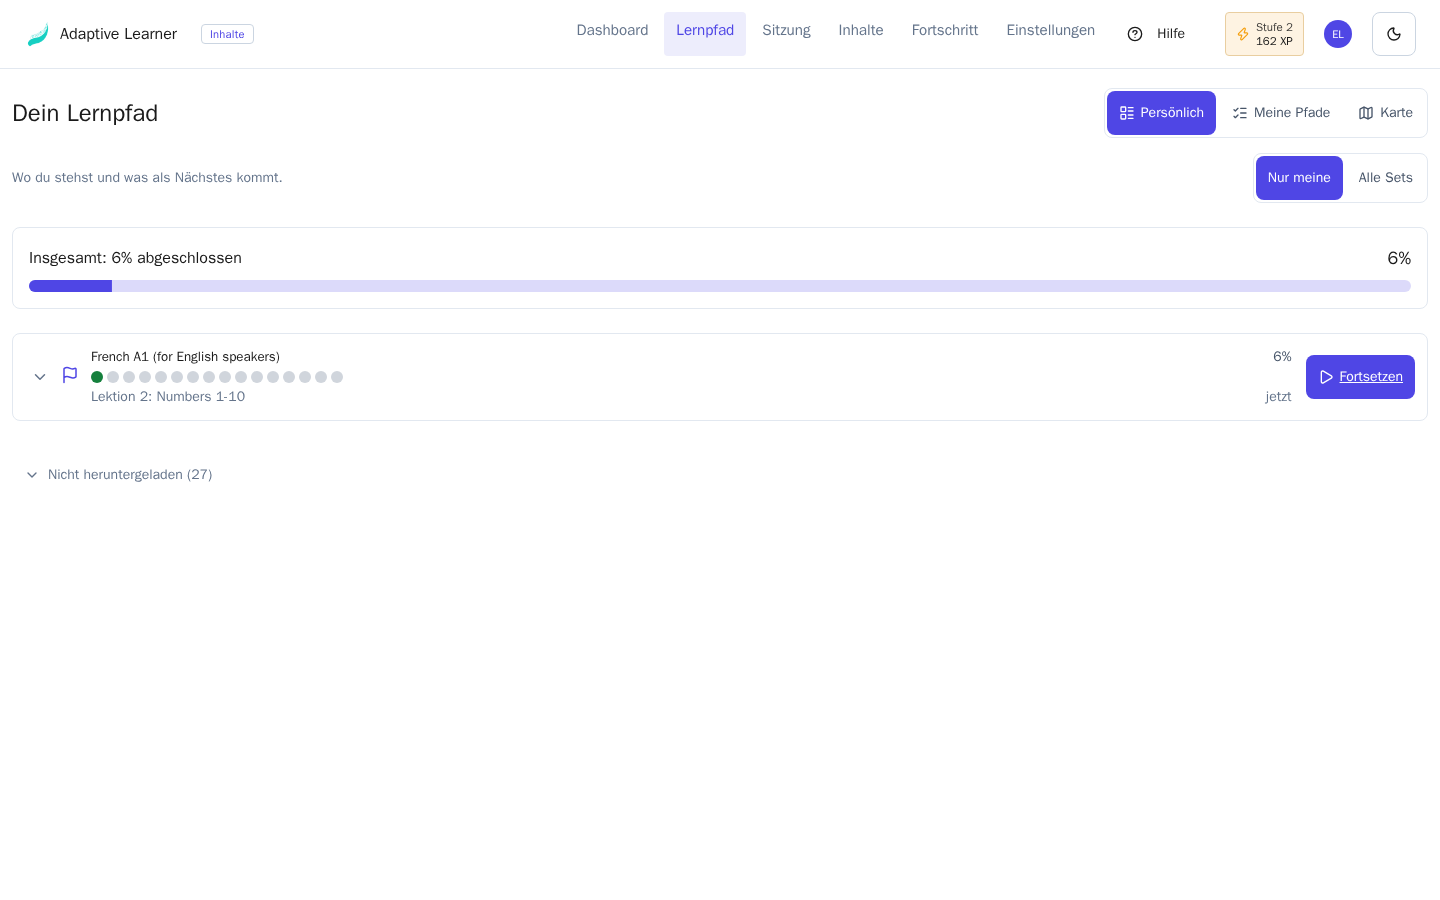 Adaptive Learner
Inhalte
Dashboard
Lernpfad
Sitzung
Inhalte
Fortschritt
Einstellungen
Hilfe
Stufe 2
162 XP
EL
Dein Lernpfad
Persönlich
Meine Pfade
Karte
Wo du stehst und was als Nächstes kommt.
Nur meine
Alle Sets
Insgesamt: 6% abgeschlossen
6%
French A1 (for English speakers)
6%
Lektion 2: Numbers 1-10
jetzt
Fortsetzen
Nicht heruntergeladen (27)